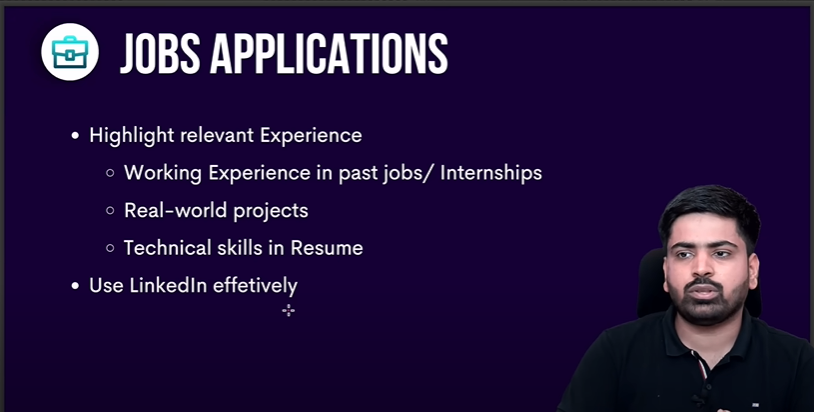 JOBS APPLICATIONS
Highlight relevant Experience
Working Experience in past jobs/ Internships
Real-world projects
Technical skills in Resume
Use LinkedIn effetively